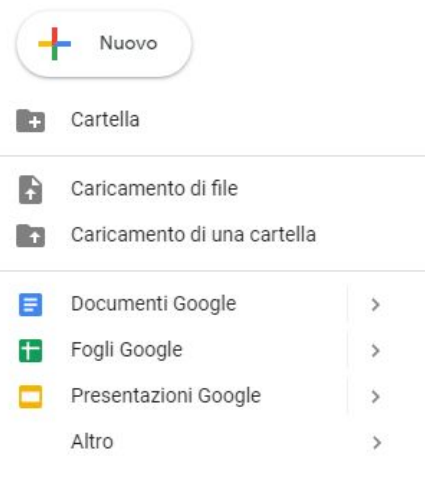 Nuovo
Cartella
Caricamento di file
Caricamento di una cartella
Documenti Google
Fogli Google
Presentazioni Google
Altro